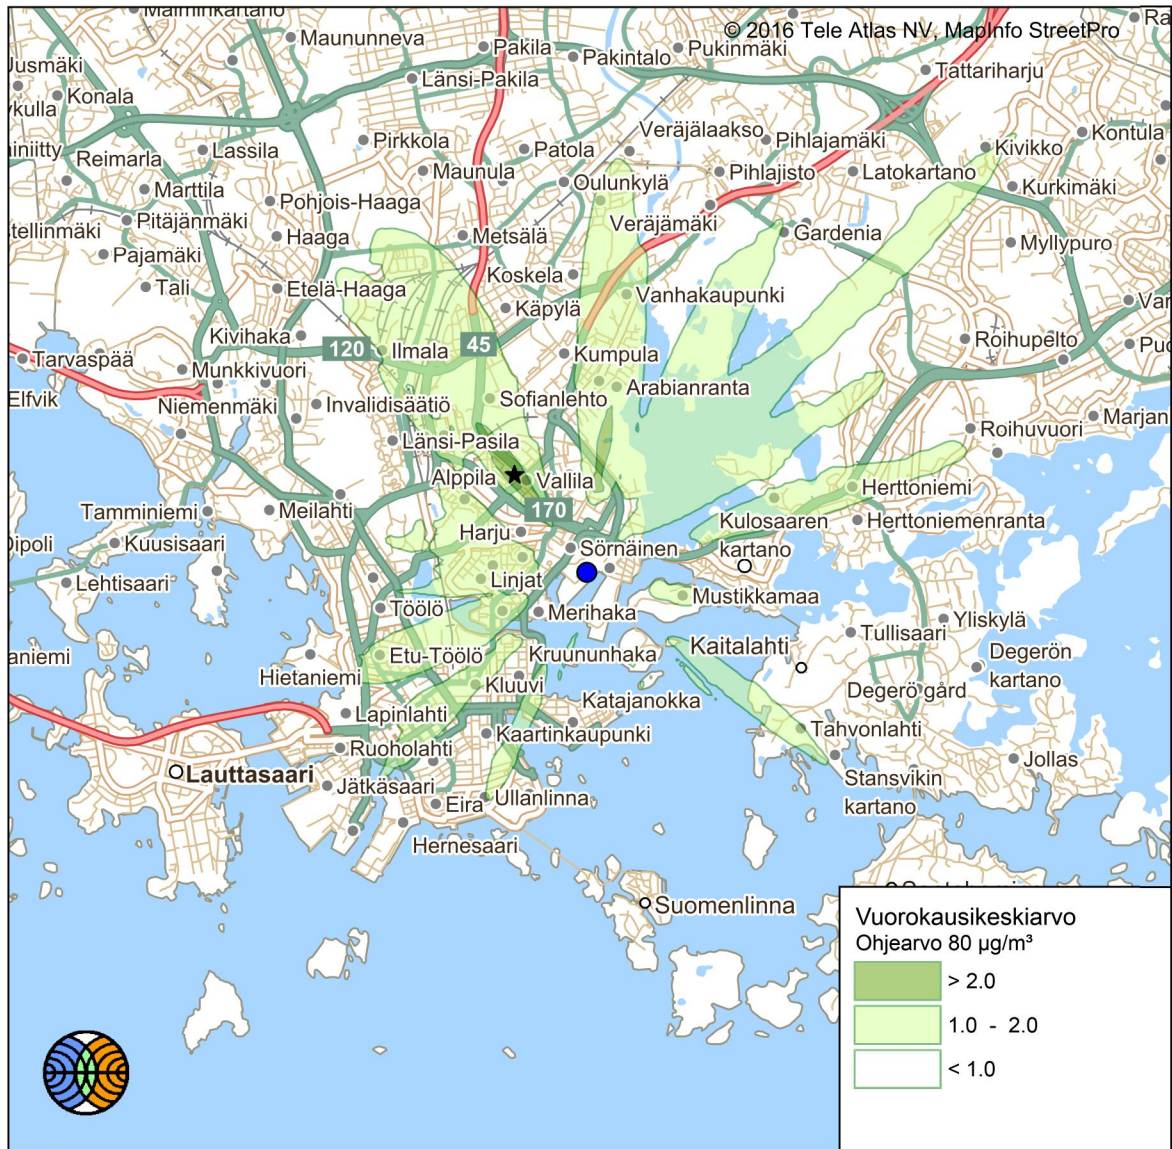 Malminkartano
© 2016 Tele Atlas NV, MapInfo StreetPro
Maununneva
Pakila
Pakintalo
Pukinmäki
Länsi-Pakila
Tattariharju
Konala
Veräjälaakso
Pihlajamäki
Kontula
Pirkkola
Patola
Kivikko
Reimarla
Lassila
Maunula
Pihlajisto
Latokartano
Marttila
Oulunkylä
Kurkimäki
Pohjois-Haaga
Pitäjänmäki
Veräjämäki
Haaga
Metsälä
Gardenia
Myllypuro
Pajamäki
Koskela
Tali
Etelä-Haaga
Vanhakaupunki
Käpylä
Kivihaka
120
Ilmala
45
Kumpula
Roihupelto
Tarvaspää
Munkkivuori
Arabianranta
Elfvik
Niemenmäki
Invalidisäätiö
Sofianlehto
Marjan
Länsi-Pasila
Roihuvuori
Alppila
Vallila
Herttoniemi
Tamminiemi
Meilahti
170
Kulosaaren
kartano
Herttoniemenranta
Harju
Dipoli
Kuusisaari
Sörnäinen
Lehtisaari
Linjat
Mustikkamaa
Töölö
Merihaka
Yliskylä
Tullisaari
Kaitalahti
Etu-Töölö
Kruununhaka
Degerön
kartano
Hietaniemi
Kluuvi
Degerö gård
Katajanokka
Lapinlahti
Kaartinkaupunki
Tahvonlahti
Ruoholahti
Jollas
Lauttasaari
Stansvikin
kartano
Jätkäsaari
Eira
Ullanlinna
Hernesaari
Suomenlinna
Vuorokausikeskiarvo
Ohjearvo 80 µg/m³
> 2.0
1.0 - 2.0
< 1.0